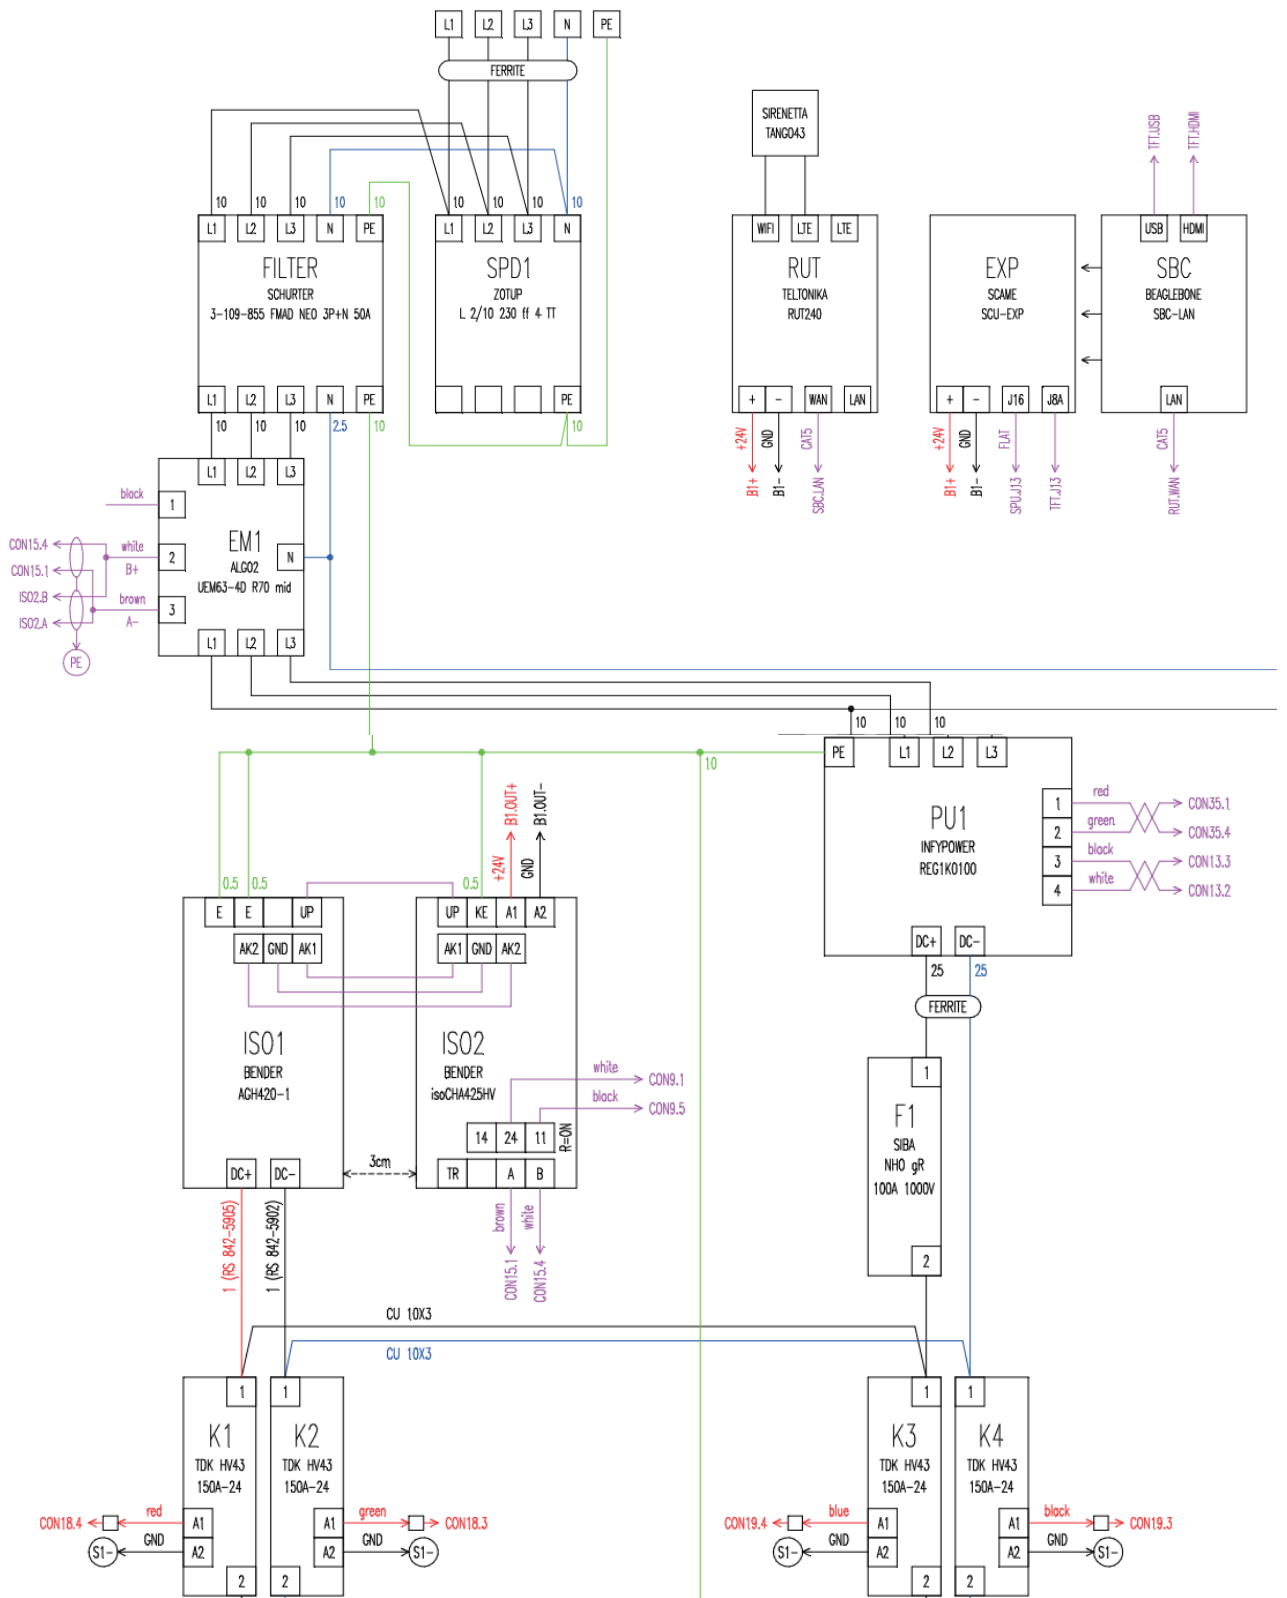 L1 L2 L3 N PE
FERRITE
SIRENETTA
TANGO43
TFT.USB
TFT.HDMI
10 10 10 10 10
10 10 10 10
L1 L2 L3 N PE
FILTER
SCHURTER
3-109-855 FMAD NEO 3P+N 50A
L1 L2 L3 N PE
L1 L2 L3 N
SPD1
ZOTUP
L 2/10 230 ff 4 TT
PE
WIFI LTE LTE
RUT
TELTONIKA
RUT240
+ - WAN LAN
EXP
SCAME
SCU-EXP
+ - J16 J8A
USB HDMI
SBC
BEAGLEBONE
SBC-LAN
LAN
10 10 10 2.5 10
10
+24V
GND
CAT5
B1+
B1-
SBC.LAN
+24V
GND
FLAT
B1+
B1-
SPU.J13
TFT.J13
CAT5
RUT.WAN
L1 L2 L3
black
1
CON15.4
white
2
B+
CON15.1
ISO2.B
brown
3
A-
ISO2.A
PE
EM1
ALGO2
UEM63-4D R70 mid
N
L1 L2 L3
10 10 10
PE L1 L2 L3
10
PU1
INFYPOWER
REG1K0100
1 red CON35.1
2 green CON35.4
3 black CON13.3
4 white CON13.2
DC+ DC-
25 25
FERRITE
B1.OUT+
B1.OUT-
+24V
GND
0.5 0.5
0.5
E E UP
AK2 GND AK1
ISO1
BENDER
AGH420-1
DC+ DC-
UP KE A1 A2
AK1 GND AK2
ISO2
BENDER
isoCHA425HV
white CON9.1
black CON9.5
14 24 11
R=ON
TR A B
3cm
brown
white
CON15.1
CON15.4
1 (RS 842-5905)
1 (RS 842-5902)
1
F1
SIBA
NHO gR
100A 1000V
2
CU 10X3
CU 10X3
1
K1
TDK HV43
150A-24
CON18.4 red A1
S1- GND A2
2
1
K2
TDK HV43
150A-24
A1 green CON18.3
A2 GND S1-
2
1
K3
TDK HV43
150A-24
CON19.4 blue A1
S1- GND A2
2
1
K4
TDK HV43
150A-24
A1 black CON19.3
A2 GND S1-
2